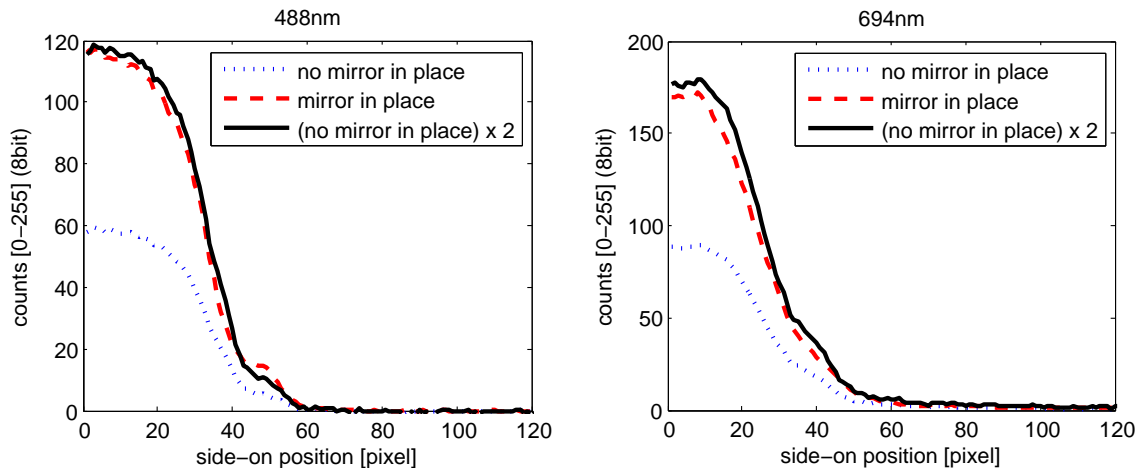 488nm
120
100
80
60
40
20
0
counts [0−255] (8bit)
no mirror in place
mirror in place
(no mirror in place) x 2
0 20 40 60 80 100 120
side−on position [pixel]
694nm
200
150
100
50
0
counts [0−255] (8bit)
no mirror in place
mirror in place
(no mirror in place) x 2
0 20 40 60 80 100 120
side−on position [pixel]